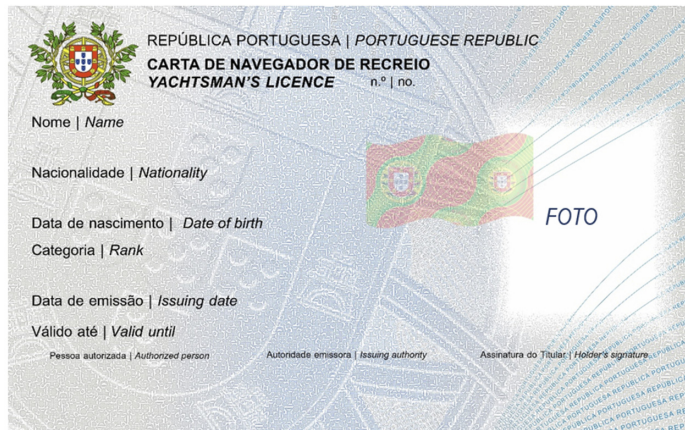 REPÚBLICA PORTUGUESA | PORTUGUESE REPUBLIC
CARTA DE NAVEGADOR DE RECREIO
YACHTSMAN'S LICENCE n.º | no.
Nome | Name
Nacionalidade | Nationality
FOTO
Data de nascimento | Date of birth
Categoria | Rank
Data de emissão | Issuing date
Válido até | Valid until
Pessoa autorizada | Authorized person Autoridade emissora | Issuing authority Assinatura do Titular | Holder's signature